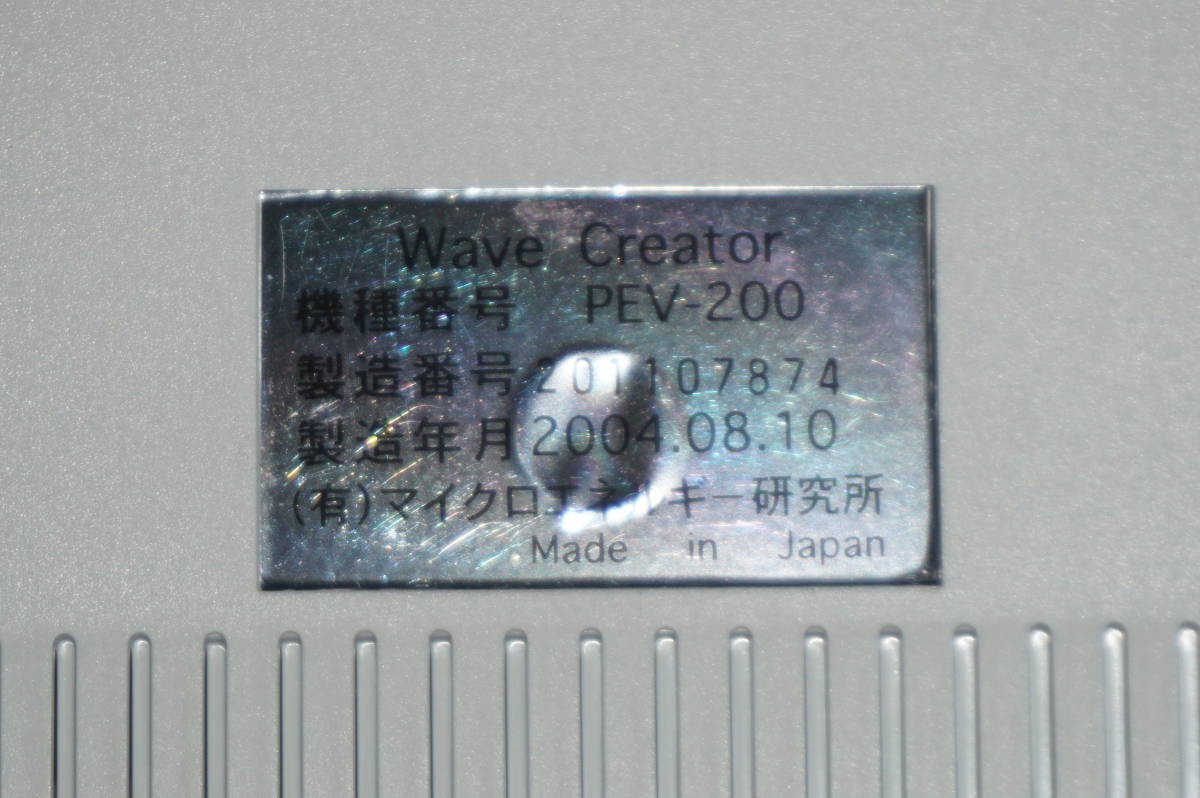 Wave Creator
機種番号 PEV-200
製造番号 201107874
製造年月 2004.08.10
(有)マイクロエネルギー研究所
Made in Japan